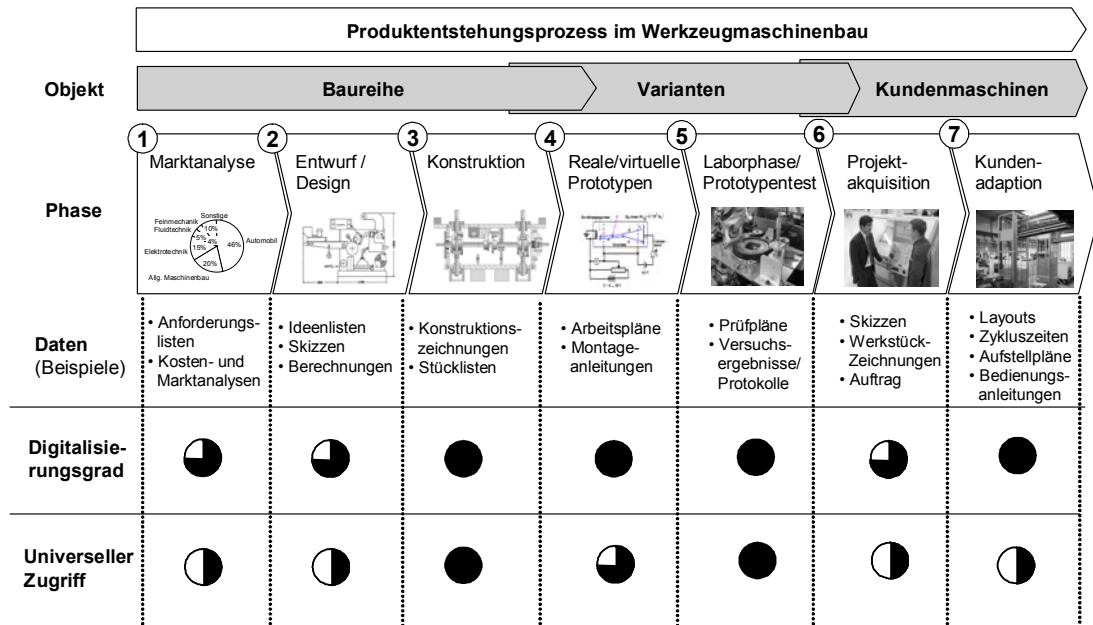 Produktentstehungsprozess im Werkzeugmaschinenbau
Objekt
Baureihe
Varianten
Kundenmaschinen
Phase
1
Marktanalyse
Sonstige
Feinmechanik
Fluidtechnik
Elektrotechnik
Allg. Maschinenbau
Automobil
10%
5%
4%
15%
46%
20%
2
Entwurf /
Design
3
Konstruktion
4
Reale/virtuelle
Prototypen
5
Laborphase/
Prototypentest
6
Projekt-
akquisition
7
Kunden-
adaption
Daten
(Beispiele)
• Anforderungs-
listen
• Kosten- und
Marktanalysen
• Ideenlisten
• Skizzen
• Berechnungen
• Konstruktions-
zeichnungen
• Stücklisten
• Arbeitspläne
• Montage-
anleitungen
• Prüfpläne
• Versuchs-
ergebnisse/
Protokolle
• Skizzen
• Werkstück-
Zeichnungen
• Auftrag
• Layouts
• Zykluszeiten
• Aufstellpläne
• Bedienungs-
anleitungen
Digitalisie-
rungsgrad
Universeller
Zugriff